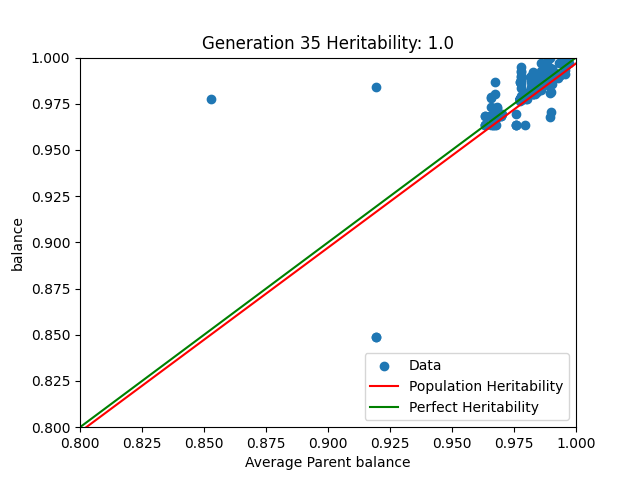 Generation 35 Heritability: 1.0
1.000
0.975
0.950
0.925
0.900
0.875
0.850
0.825
0.800
balance
Data
Population Heritability
Perfect Heritability
0.800 0.825 0.850 0.875 0.900 0.925 0.950 0.975 1.000
Average Parent balance